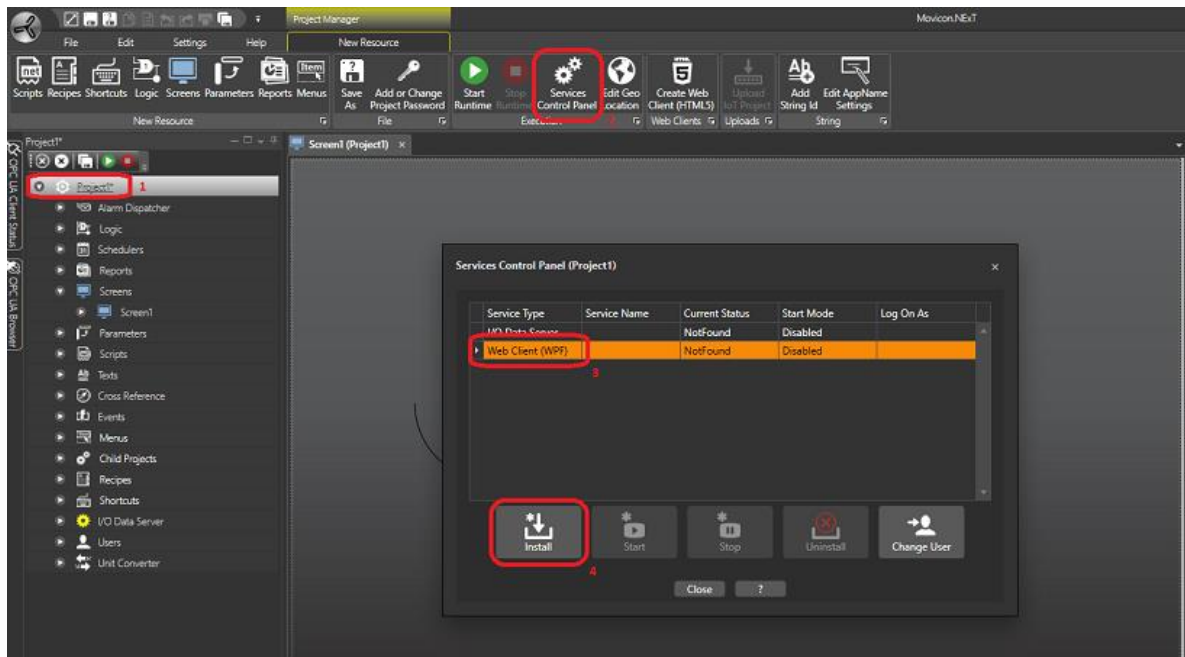 Project Manager
Movicon.NExT
File Edit Settings Help New Resource
Scripts Recipes Shortcuts Logic Screens Parameters Reports Menus Save As Add or Change Project Password Start Runtime Stop Runtime Services Control Panel Edit Geo Location Create Web Client (HTML5) Upload IoT Project Add String Id Edit AppName Settings
New Resource File Execution 2 Web Clients Uploads String
Project1*
Screen1 (Project1)
OPC UA Client Status
OPC UA Browser
Project1* 1
Alarm Dispatcher
Logic
Schedulers
Reports
Screens
Screen1
Parameters
Scripts
Texts
Cross Reference
Events
Menus
Child Projects
Recipes
Shortcuts
I/O Data Server
Users
Unit Converter
Services Control Panel (Project1)
Service Type Service Name Current Status Start Mode Log On As
I/O Data Server NotFound Disabled
Web Client (WPF) NotFound Disabled
3
Install Start Stop Uninstall Change User
4
Close ?